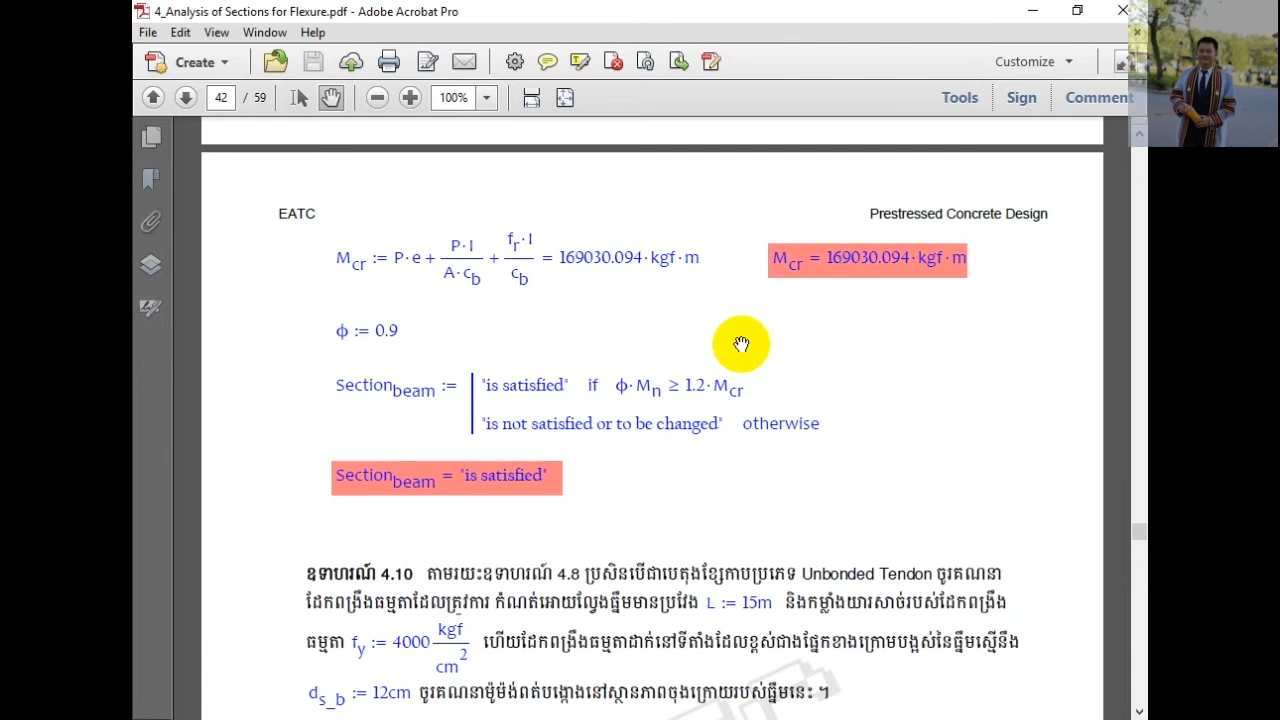 4_Analysis of Sections for Flexure.pdf - Adobe Acrobat Pro
File Edit View Window Help
Create Customize
42 / 59 100% Tools Sign Comment
EATC Prestressed Concrete Design
M_cr := P·e + P·I / A·c_b + f_r·I / c_b = 169030.094·kgf·m M_cr = 169030.094·kgf·m
ϕ := 0.9
Section_beam := "is satisfied" if ϕ·M_n ≥ 1.2·M_cr
"is not satisfied or to be changed" otherwise
Section_beam = "is satisfied"
ឧទាហរណ៍ 4.10 តាមរយះឧទាហរណ៍ 4.8 ប្រសិនបើជាបេតុងខ្សែកាបប្រភេទ Unbonded Tendon ចូរគណនា
ដែកពង្រឹងធម្មតាដែលត្រូវការ កំណត់អោយល្វែងធ្នឹមមានប្រវែង L := 15m និងកម្លាំងយារសាច់របស់ដែកពង្រឹង
ធម្មតា f_y := 4000 kgf / cm² ហើយដែកពង្រឹងធម្មតាដាក់នៅទីតាំងដែលខ្ពស់ជាងផ្នែកខាងក្រោមបង្អស់នៃធ្នឹមស្មើនឹង
d_s_b := 12cm ចូរគណនាម៉ូម៉ង់ពត់បង្កោងនៅស្ថានភាពចុងក្រោយរបស់ធ្នឹមនេះ ។